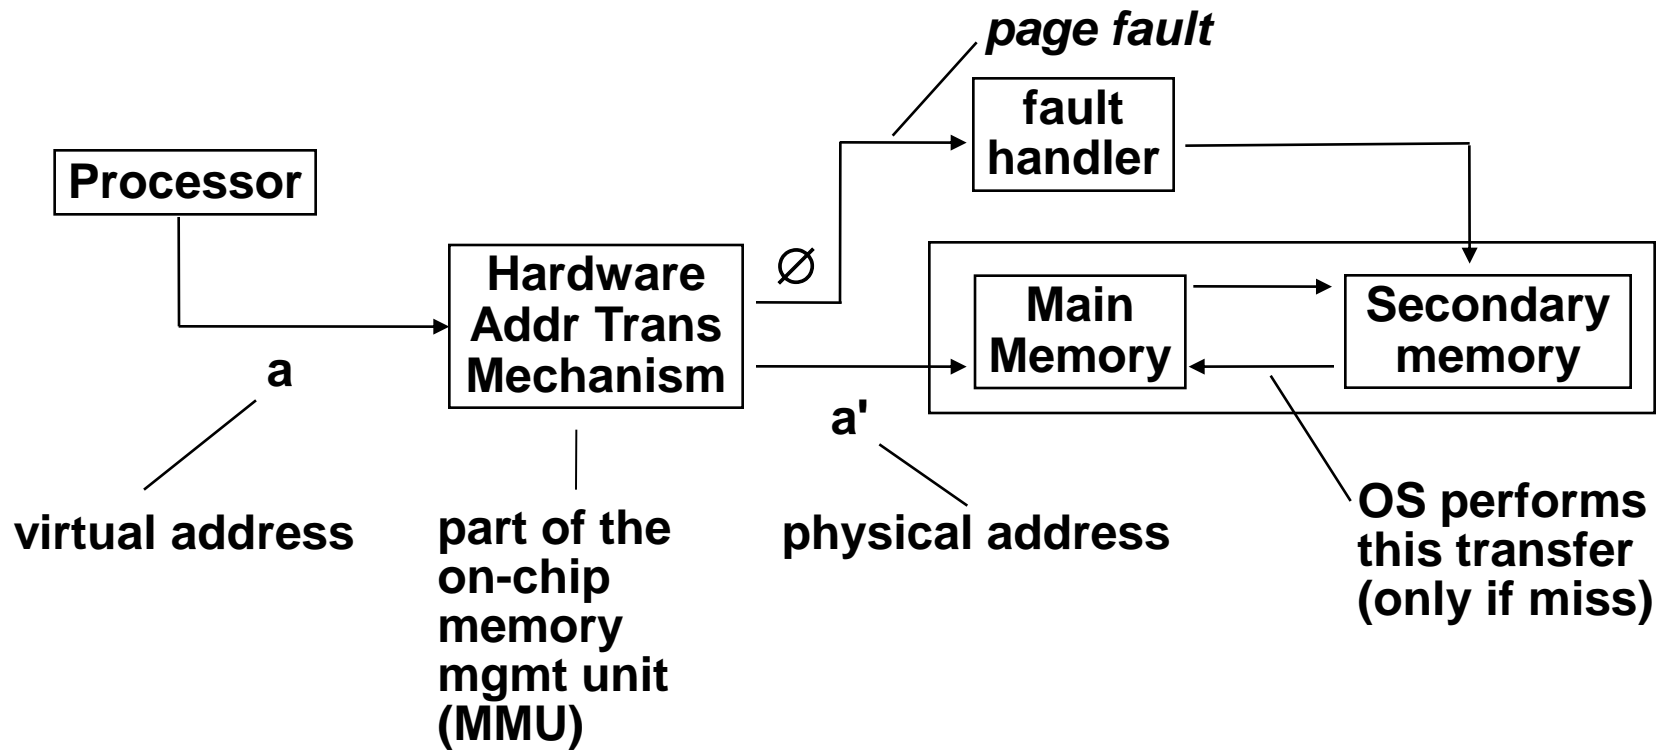 page fault
fault
handler
Processor
Hardware
Addr Trans
Mechanism
∅
Main
Memory
Secondary
memory
a
a'
virtual address
part of the
on-chip
memory
mgmt unit
(MMU)
physical address
OS performs
this transfer
(only if miss)